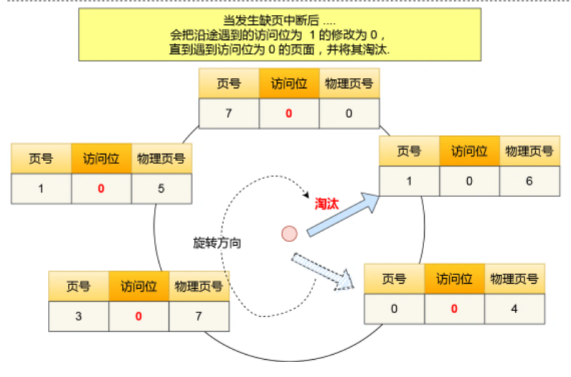 当发生缺页中断后 ....
会把沿途遇到的访问位为 1 的修改为 0 ,
直到遇到访问位为 0 的页面 , 并将其淘汰.
页号 访问位 物理页号
7 0 0
页号 访问位 物理页号
1 0 5
页号 访问位 物理页号
1 0 6
淘汰
旋转方向
页号 访问位 物理页号
3 0 7
页号 访问位 物理页号
0 0 4